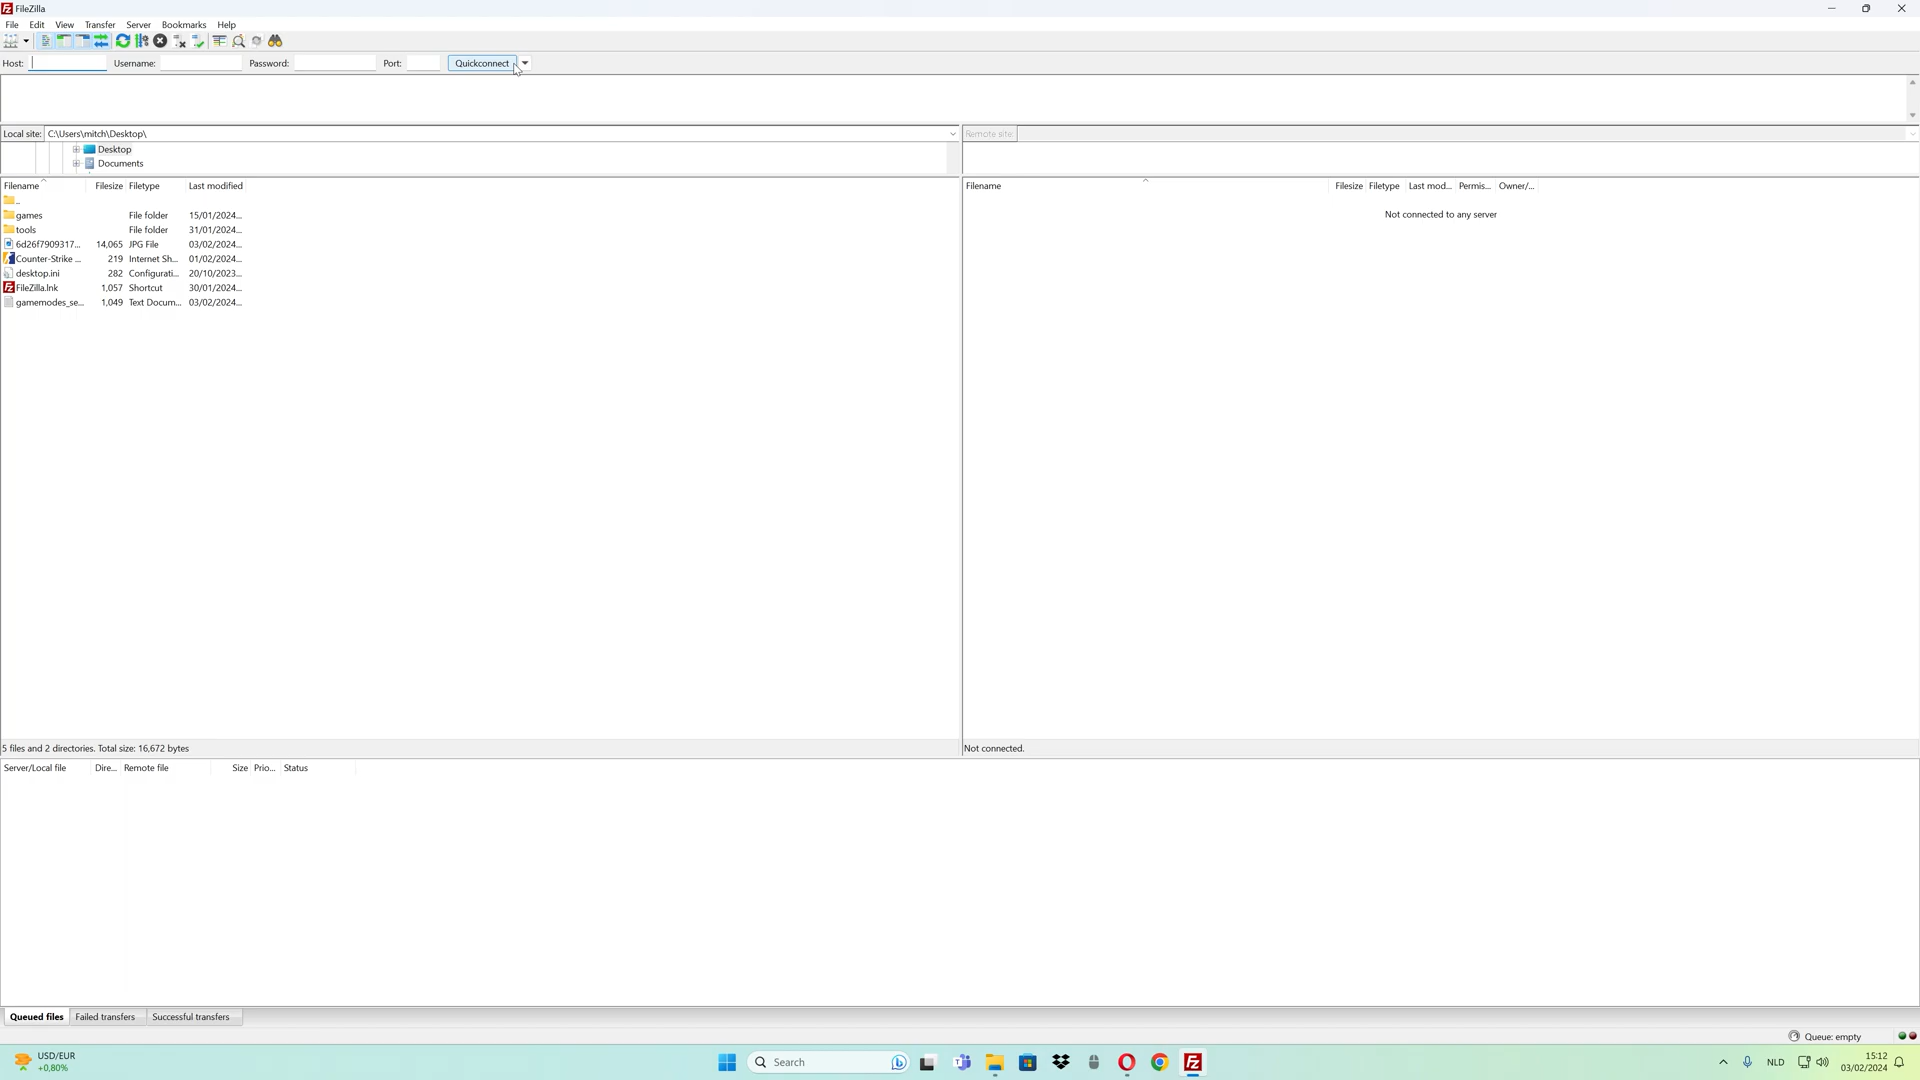 FileZilla
File Edit View Transfer Server Bookmarks Help
Host: Username: Password: Port: Quickconnect
Local site: C:\Users\mitch\Desktop\
Remote site:
Desktop
Documents
Filename Filesize Filetype Last modified
Filename Filesize Filetype Last mod... Permis... Owner/...
..
games File folder 15/01/2024...
Not connected to any server
tools File folder 31/01/2024...
6d26f7909317... 14,065 JPG File 03/02/2024...
Counter-Strike ... 219 Internet Sh... 01/02/2024...
desktop.ini 282 Configurati... 20/10/2023...
FileZilla.lnk 1,057 Shortcut 30/01/2024...
gamemodes_se... 1,049 Text Docum... 03/02/2024...
5 files and 2 directories. Total size: 16,672 bytes
Not connected.
Server/Local file Dire... Remote file Size Prio... Status
Queued files Failed transfers Successful transfers
Queue: empty
USD/EUR
+0,80%
Search
NLD
15:12
03/02/2024